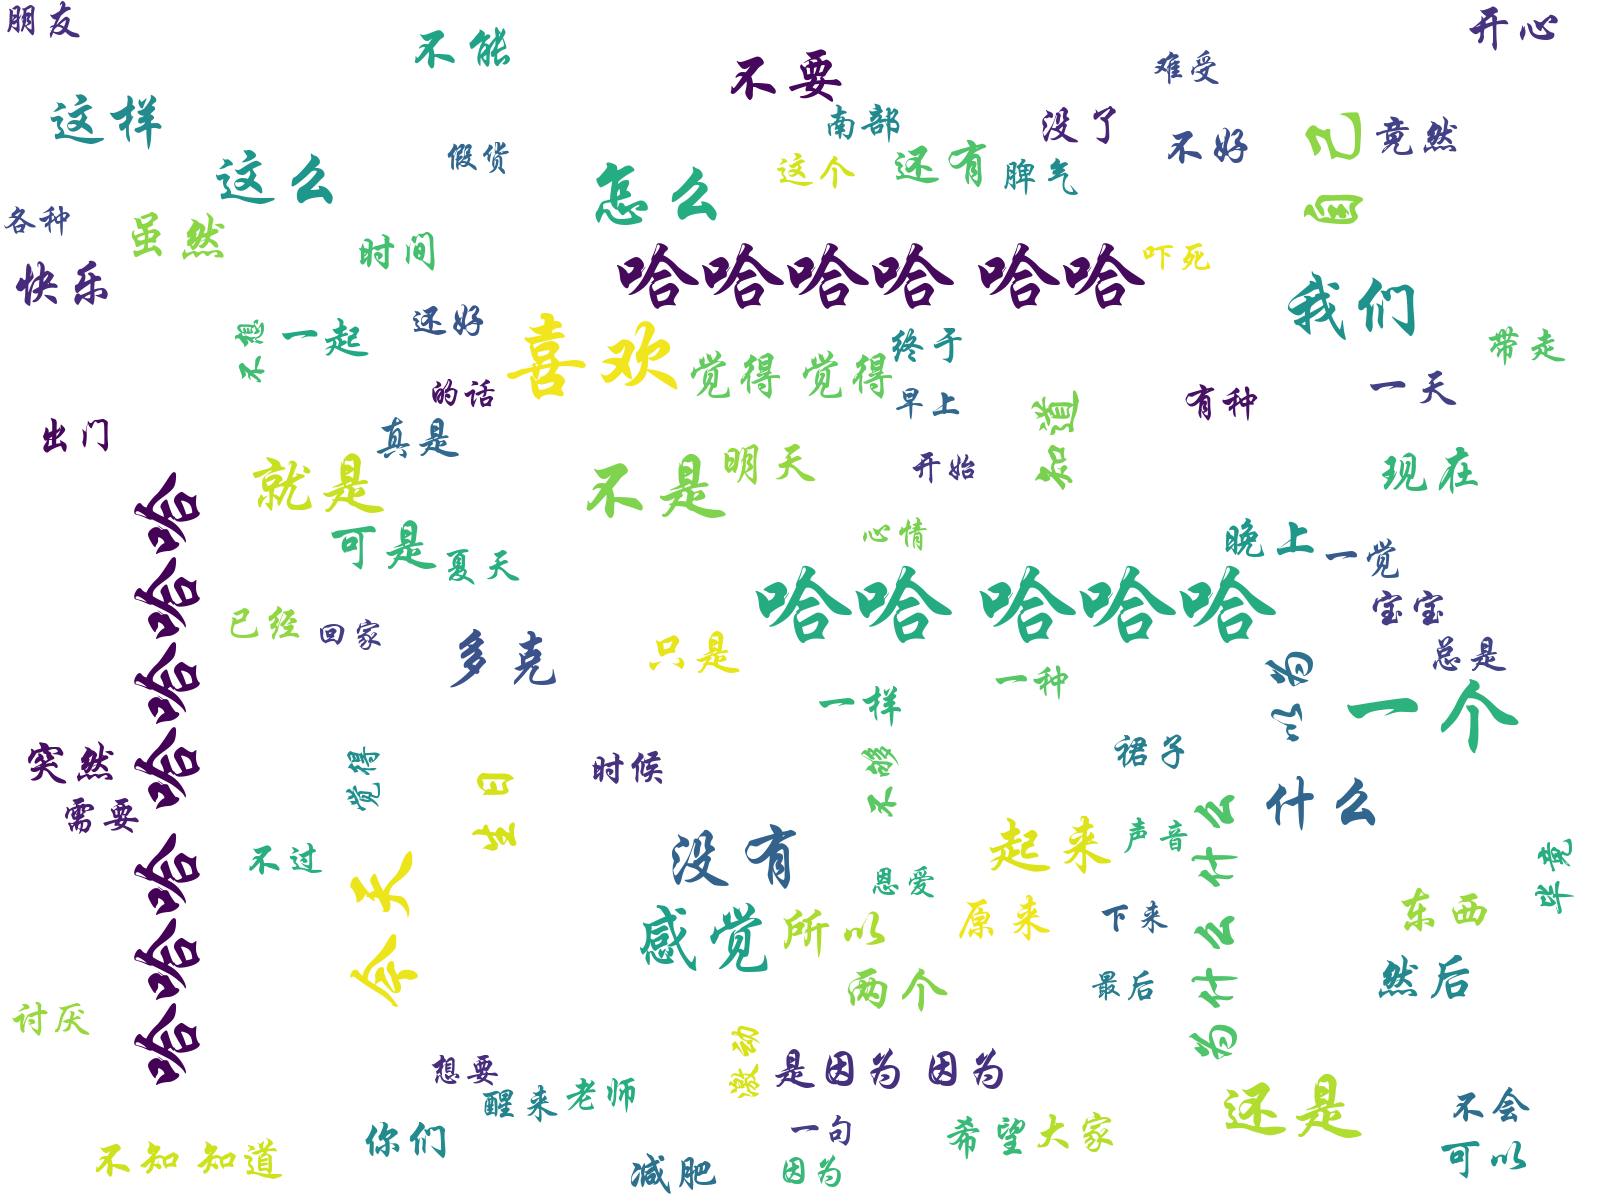 朋友
不能
不要
开心
难受
这样
南部
没了
自己
竟然
不好
假货
这么
怎么
这个
还有
脾气
各种
虽然
时间
快乐
哈哈哈哈 哈哈
吓死
我们
还好
不想
一起
喜欢
觉得 觉得
终于
带走
的话
早上
有种
一天
知道
出门
真是
就是
不是
明天
开始
现在
哈哈哈哈哈 哈哈
可是
夏天
心情
晚上
一觉
哈哈 哈哈哈
宝宝
已经
回家
多克
只是
总是
一样
一种
以为
一个
突然
觉得
生日
时候
不够
裙子
需要
什么
不过
今天
没有
起来
声音
为什么 什么
毕竟
恩爱
感觉
所以
原来
下来
东西
两个
最后
然后
讨厌
激动
想要
是因为 因为
醒来
老师
还是
不会
你们
一句
希望
大家
可以
不知 知道
减肥
因为